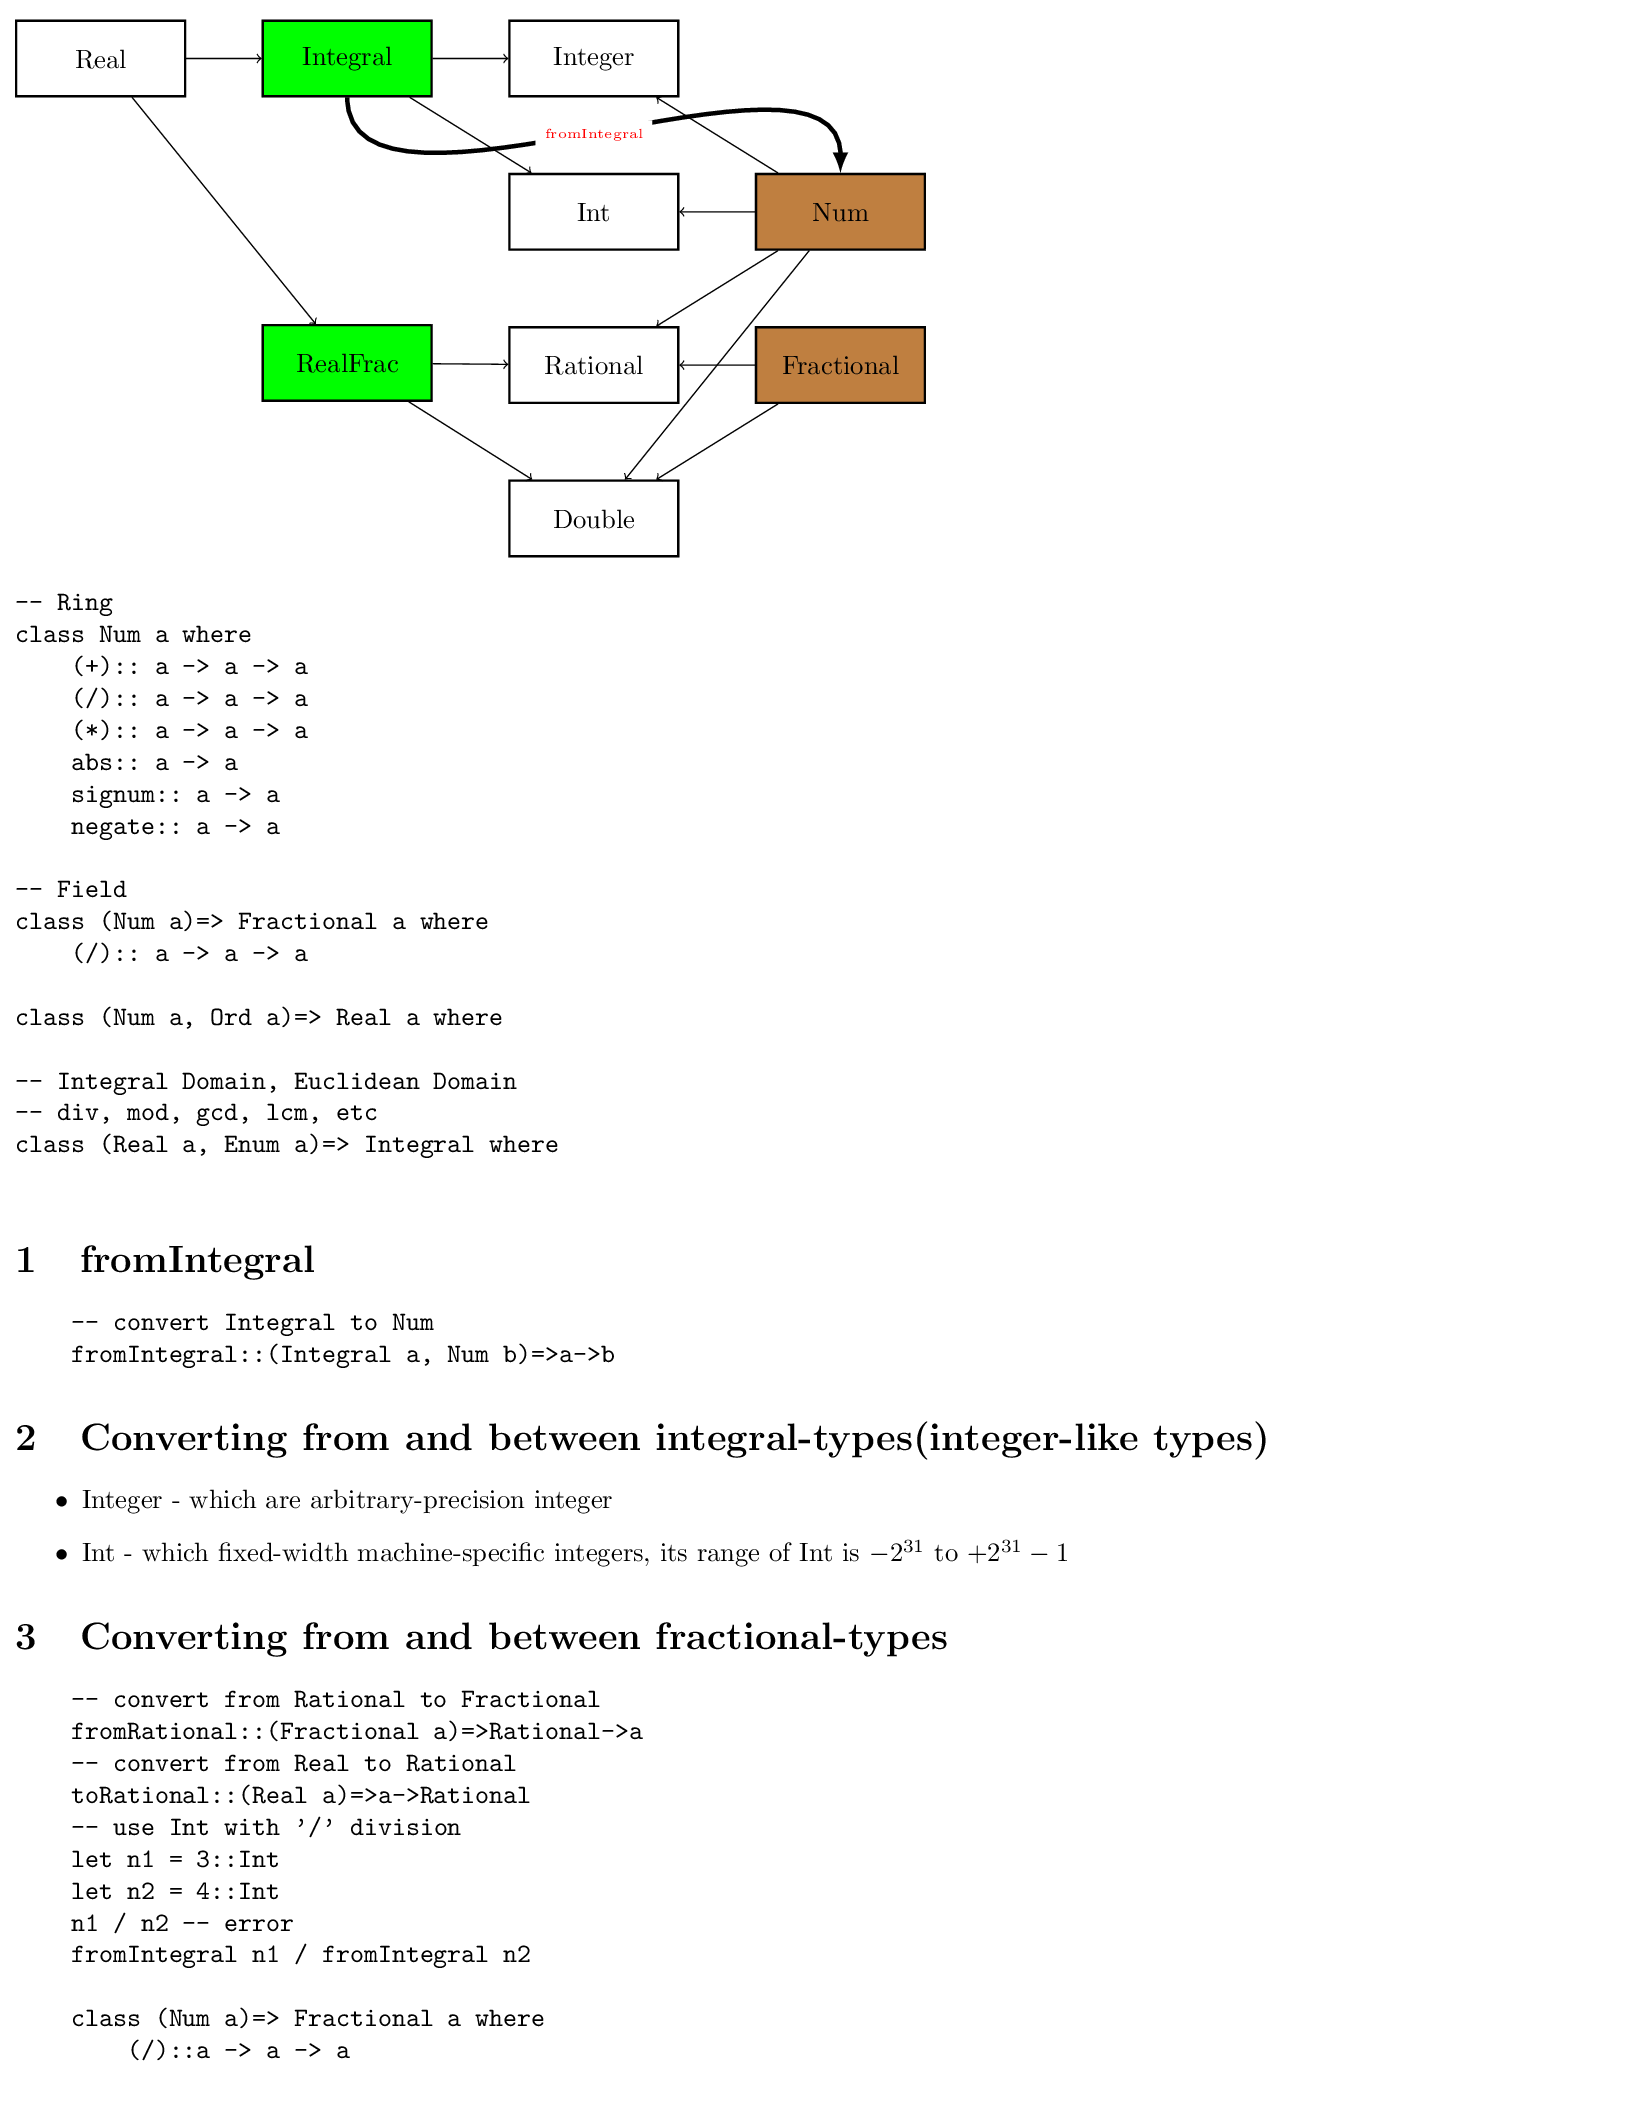 Real
Integral
Integer
fromIntegral
Int
Num
RealFrac
Rational
Fractional
Double
-- Ring
class Num a where
    (+):: a -> a -> a
    (/):: a -> a -> a
    (*):: a -> a -> a
    abs:: a -> a
    signum:: a -> a
    negate:: a -> a
-- Field
class (Num a)=> Fractional a where
    (/):: a -> a -> a
class (Num a, Ord a)=> Real a where
-- Integral Domain, Euclidean Domain
-- div, mod, gcd, lcm, etc
class (Real a, Enum a)=> Integral where
1 fromIntegral
-- convert Integral to Num
fromIntegral::(Integral a, Num b)=>a->b
2 Converting from and between integral-types(integer-like types)
• Integer - which are arbitrary-precision integer
• Int - which fixed-width machine-specific integers, its range of Int is −2³¹ to +2³¹ − 1
3 Converting from and between fractional-types
-- convert from Rational to Fractional
fromRational::(Fractional a)=>Rational->a
-- convert from Real to Rational
toRational::(Real a)=>a->Rational
-- use Int with ’/’ division
let n1 = 3::Int
let n2 = 4::Int
n1 / n2 -- error
fromIntegral n1 / fromIntegral n2
class (Num a)=> Fractional a where
    (/)::a -> a -> a